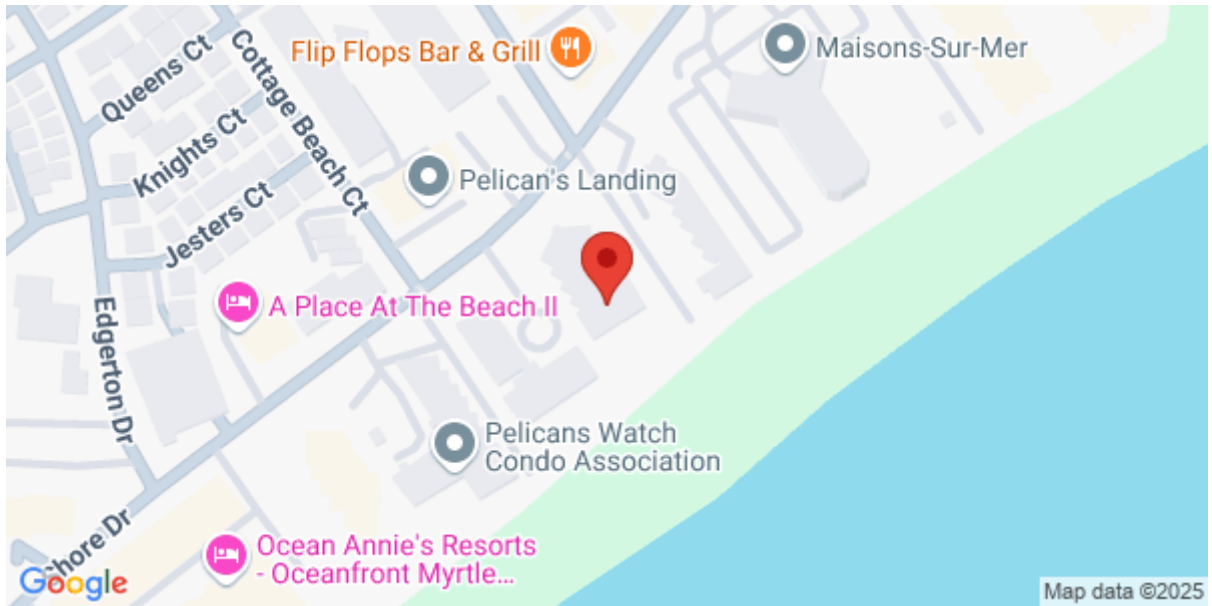 Flip Flops Bar & Grill
Maisons-Sur-Mer
Queens Ct
Cottage Beach Ct
Knights Ct
Pelican's Landing
Jesters Ct
A Place At The Beach II
Edgerton Dr
Pelicans Watch
Condo Association
Shore Dr
Ocean Annie's Resorts
- Oceanfront Myrtle...
Google
Map data ©2025